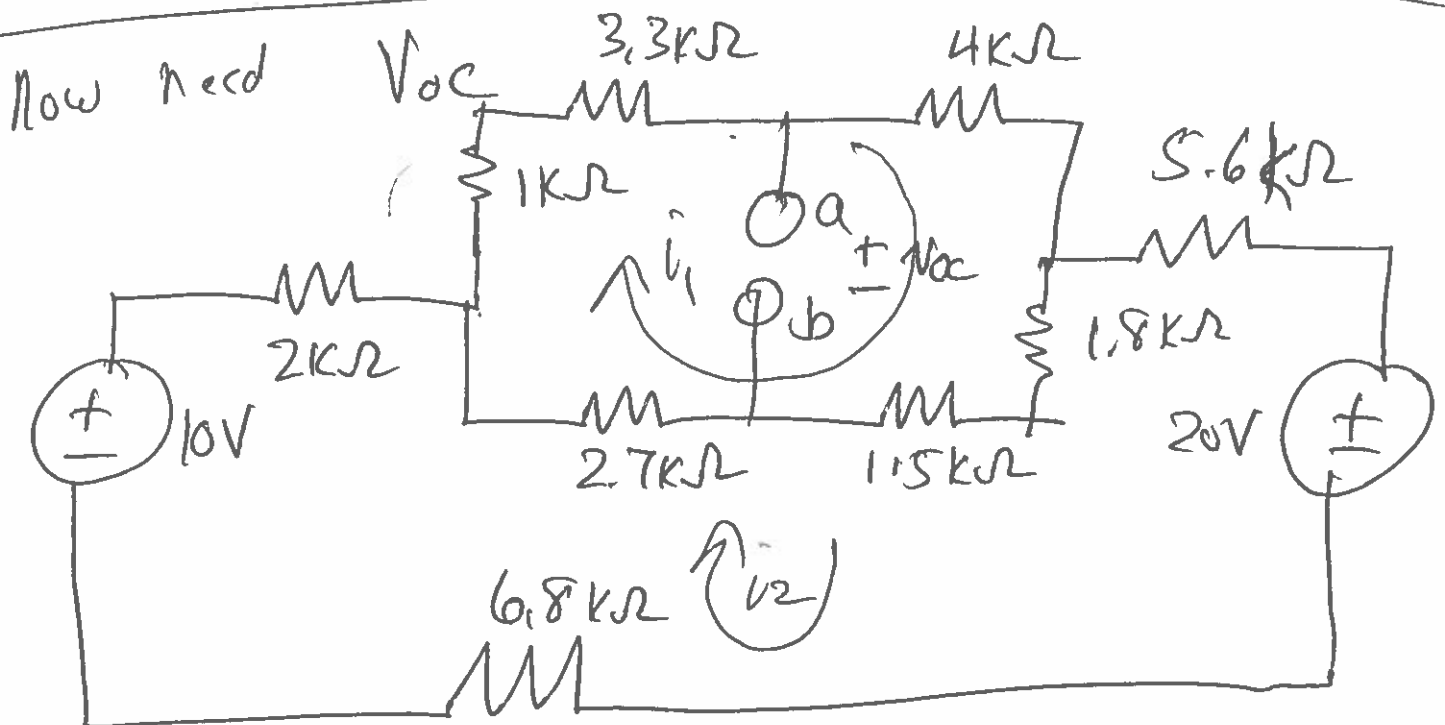 Now need Voc
3.3KΩ
4KΩ
1KΩ
5.6kΩ
i1
a
+
-
Voc
b
2KΩ
1.8KΩ
+
-
10V
2.7KΩ
1.5KΩ
20V
+
-
6.8KΩ
i2